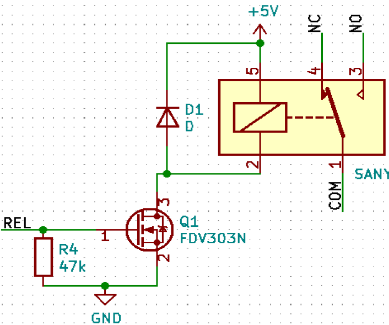 +5V
NC
NO
5
4
3
D1
D
2
1
SANY
COM
3
REL
Q1
1
FDV303N
R4
47k
2
GND